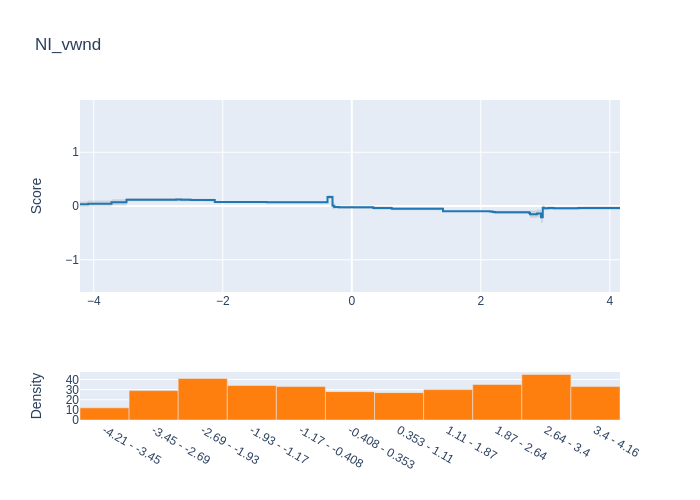 NI_vwnd
Score
1
0
−1
−4
−2
0
2
4
Density
40
30
20
10
0
-4.21 - -3.45
-3.45 - -2.69
-2.69 - -1.93
-1.93 - -1.17
-1.17 - -0.408
-0.408 - 0.353
0.353 - 1.11
1.11 - 1.87
1.87 - 2.64
2.64 - 3.4
3.4 - 4.16